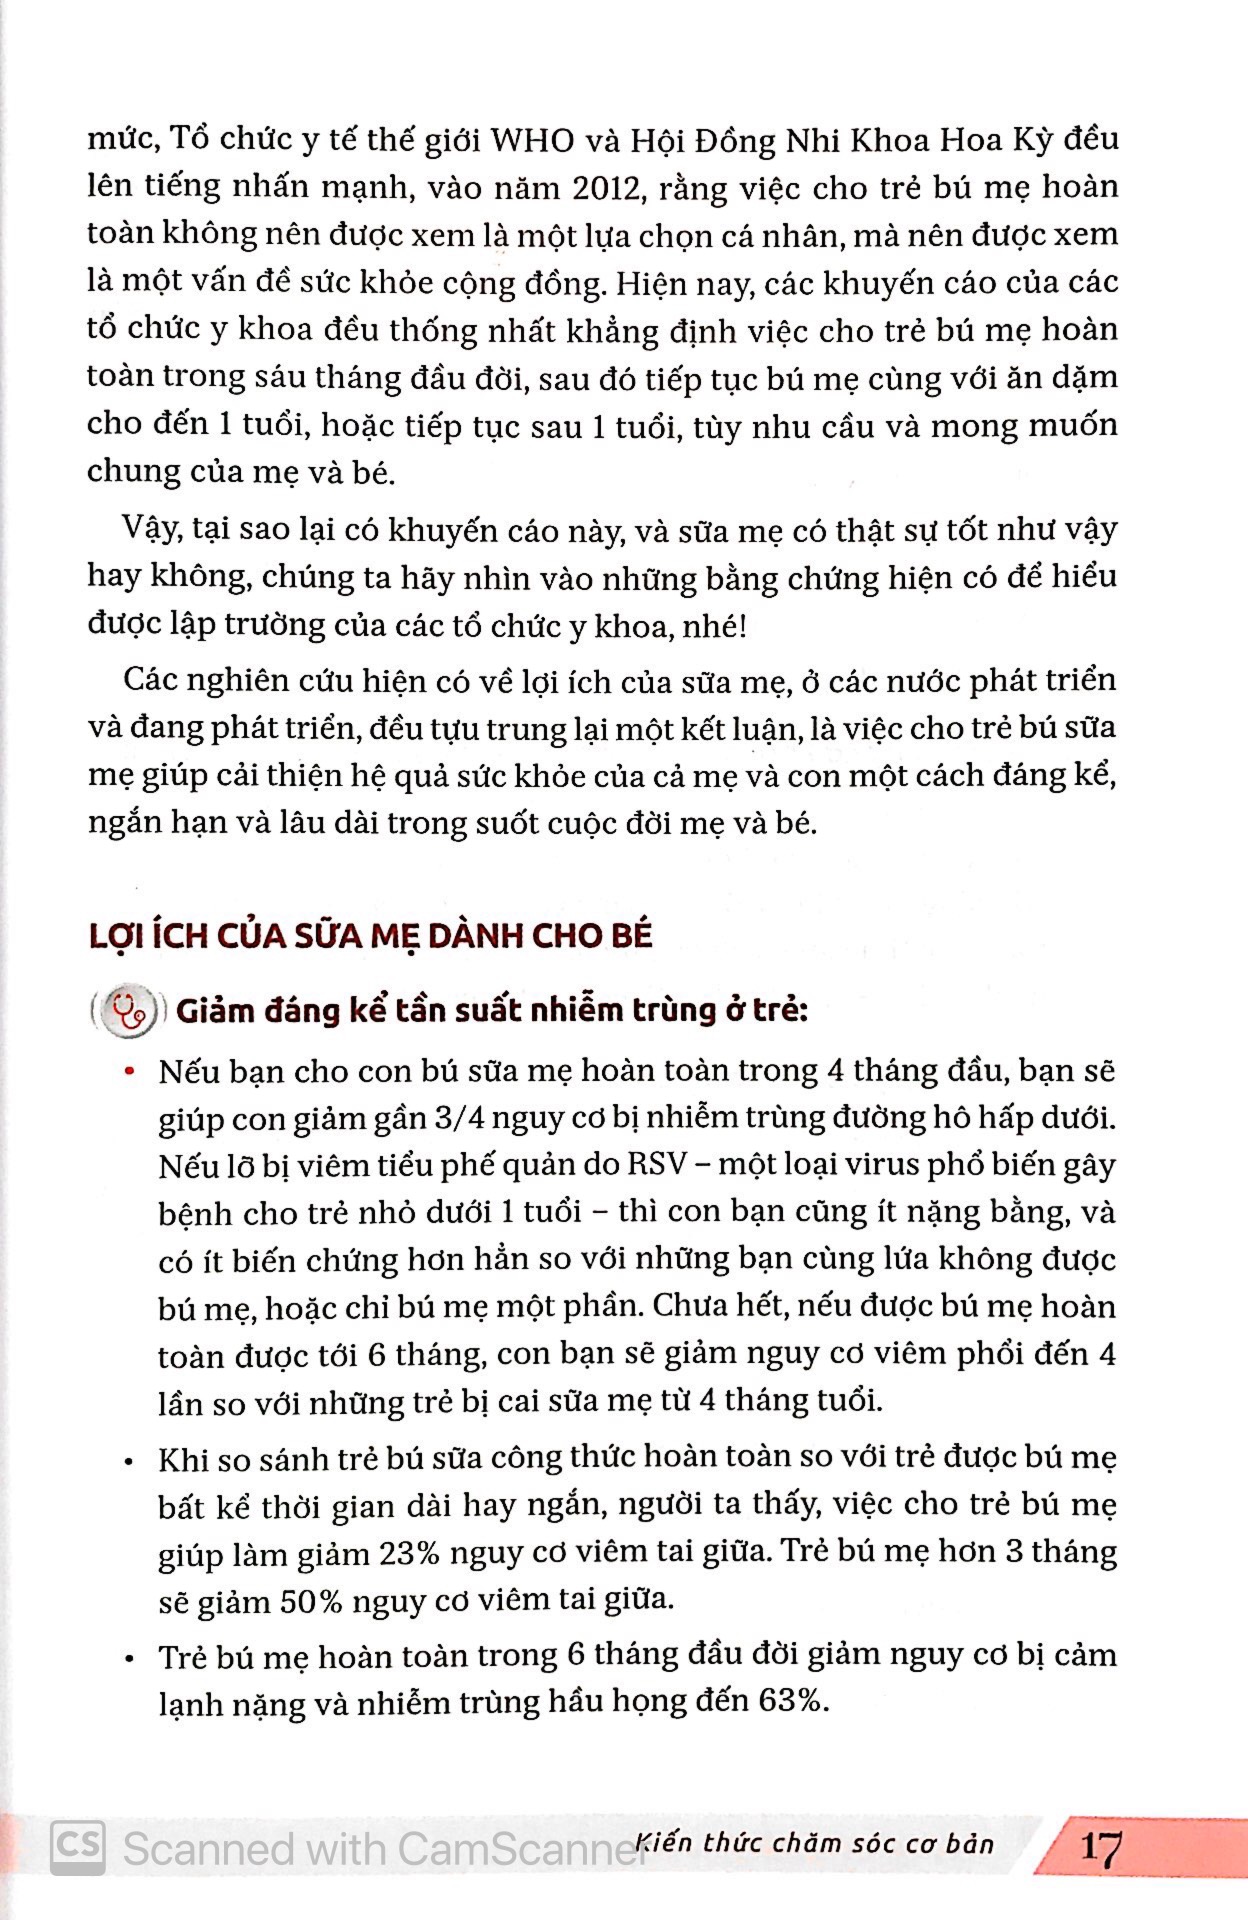 mức, Tổ chức y tế thế giới WHO và Hội Đồng Nhi Khoa Hoa Kỳ đều
lên tiếng nhấn mạnh, vào năm 2012, rằng việc cho trẻ bú mẹ hoàn
toàn không nên được xem là một lựa chọn cá nhân, mà nên được xem
là một vấn đề sức khỏe cộng đồng. Hiện nay, các khuyến cáo của các
tổ chức y khoa đều thống nhất khẳng định việc cho trẻ bú mẹ hoàn
toàn trong sáu tháng đầu đời, sau đó tiếp tục bú mẹ cùng với ăn dặm
cho đến 1 tuổi, hoặc tiếp tục sau 1 tuổi, tùy nhu cầu và mong muốn
chung của mẹ và bé.
Vậy, tại sao lại có khuyến cáo này, và sữa mẹ có thật sự tốt như vậy
hay không, chúng ta hãy nhìn vào những bằng chứng hiện có để hiểu
được lập trường của các tổ chức y khoa, nhé!
Các nghiên cứu hiện có về lợi ích của sữa mẹ, ở các nước phát triển
và đang phát triển, đều tựu trung lại một kết luận, là việc cho trẻ bú sữa
mẹ giúp cải thiện hệ quả sức khỏe của cả mẹ và con một cách đáng kể,
ngắn hạn và lâu dài trong suốt cuộc đời mẹ và bé.
LỢI ÍCH CỦA SỮA MẸ DÀNH CHO BÉ
Giảm đáng kể tần suất nhiễm trùng ở trẻ:
• Nếu bạn cho con bú sữa mẹ hoàn toàn trong 4 tháng đầu, bạn sẽ
giúp con giảm gần 3/4 nguy cơ bị nhiễm trùng đường hô hấp dưới.
Nếu lỡ bị viêm tiểu phế quản do RSV – một loại virus phổ biến gây
bệnh cho trẻ nhỏ dưới 1 tuổi – thì con bạn cũng ít nặng bằng, và
có ít biến chứng hơn hẳn so với những bạn cùng lứa không được
bú mẹ, hoặc chỉ bú mẹ một phần. Chưa hết, nếu được bú mẹ hoàn
toàn được tới 6 tháng, con bạn sẽ giảm nguy cơ viêm phổi đến 4
lần so với những trẻ bị cai sữa mẹ từ 4 tháng tuổi.
• Khi so sánh trẻ bú sữa công thức hoàn toàn so với trẻ được bú mẹ
bất kể thời gian dài hay ngắn, người ta thấy, việc cho trẻ bú mẹ
giúp làm giảm 23% nguy cơ viêm tai giữa. Trẻ bú mẹ hơn 3 tháng
sẽ giảm 50% nguy cơ viêm tai giữa.
• Trẻ bú mẹ hoàn toàn trong 6 tháng đầu đời giảm nguy cơ bị cảm
lạnh nặng và nhiễm trùng hầu họng đến 63%.
CS Scanned with CamScanner
Kiến thức chăm sóc cơ bản 17